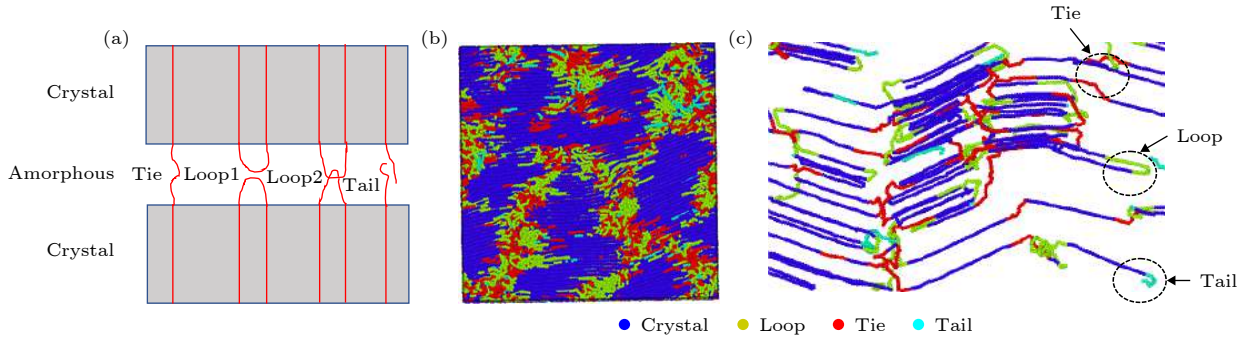 (a)
Crystal
Amorphous
Crystal
Tie
Loop1
Loop2
Tail
(b)
(c)
Tie
Loop
Tail
Crystal
Loop
Tie
Tail